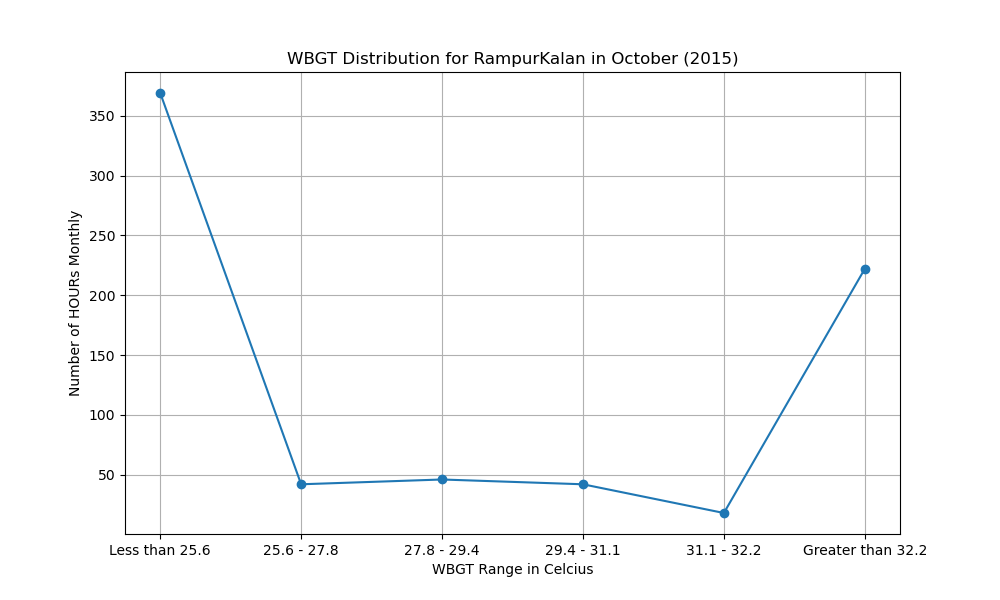 WBGT Distribution for RampurKalan in October (2015)
Number of HOURs Monthly
350
300
250
200
150
100
50
Less than 25.6
25.6 - 27.8
27.8 - 29.4
29.4 - 31.1
31.1 - 32.2
Greater than 32.2
WBGT Range in Celcius